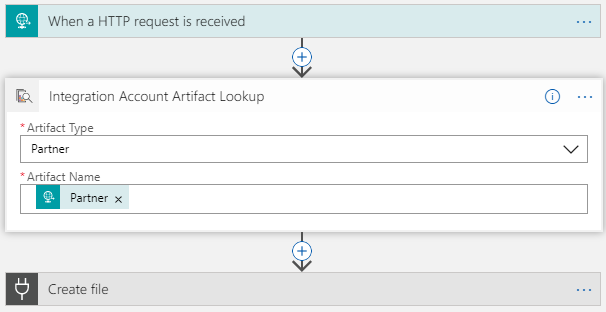 When a HTTP request is received
Integration Account Artifact Lookup
* Artifact Type
Partner
* Artifact Name
Partner ×
Create file